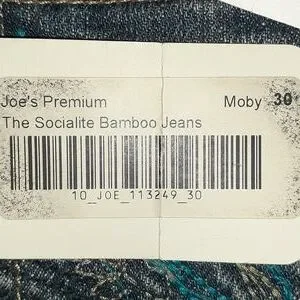 Joe's Premium Moby 30
The Socialite Bamboo Jeans
10_JOE_113249_30